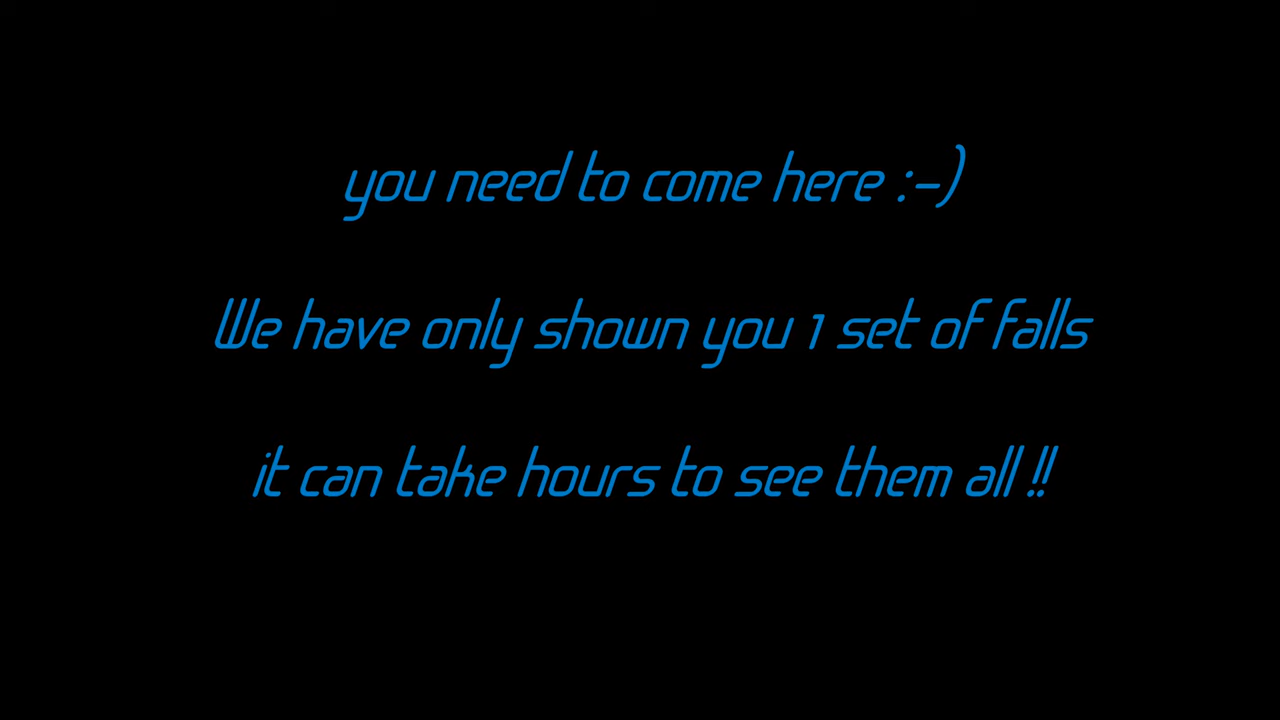 you need to come here :-)
We have only shown you 1 set of falls
it can take hours to see them all !!